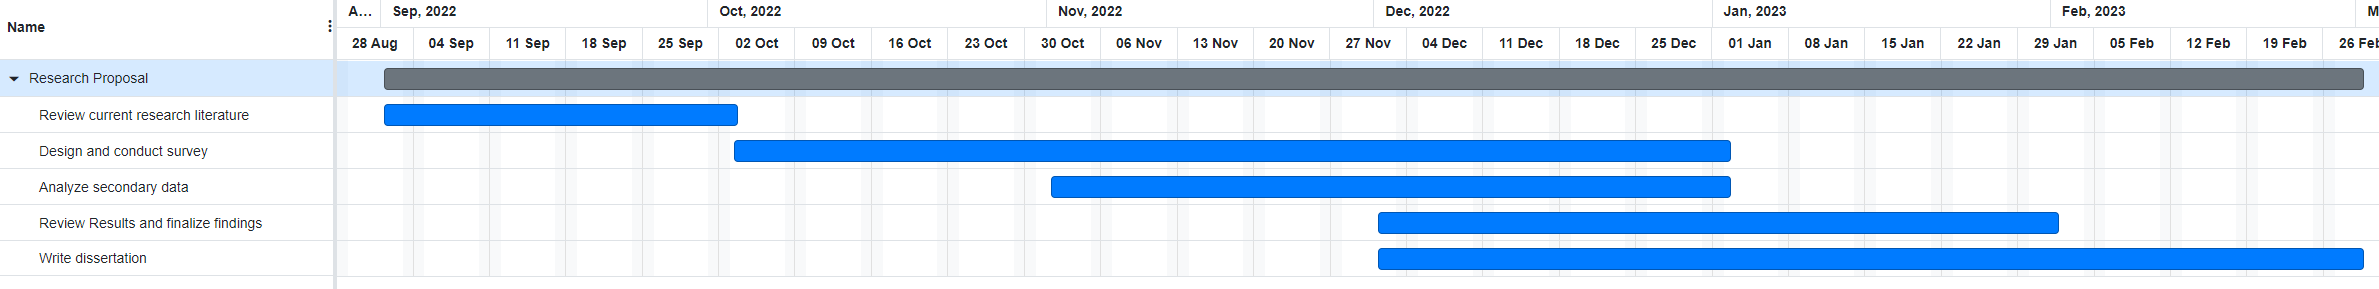 Name
A... Sep, 2022 Oct, 2022 Nov, 2022 Dec, 2022 Jan, 2023 Feb, 2023 M
28 Aug 04 Sep 11 Sep 18 Sep 25 Sep 02 Oct 09 Oct 16 Oct 23 Oct 30 Oct 06 Nov 13 Nov 20 Nov 27 Nov 04 Dec 11 Dec 18 Dec 25 Dec 01 Jan 08 Jan 15 Jan 22 Jan 29 Jan 05 Feb 12 Feb 19 Feb 26 Feb
Research Proposal
Review current research literature
Design and conduct survey
Analyze secondary data
Review Results and finalize findings
Write dissertation